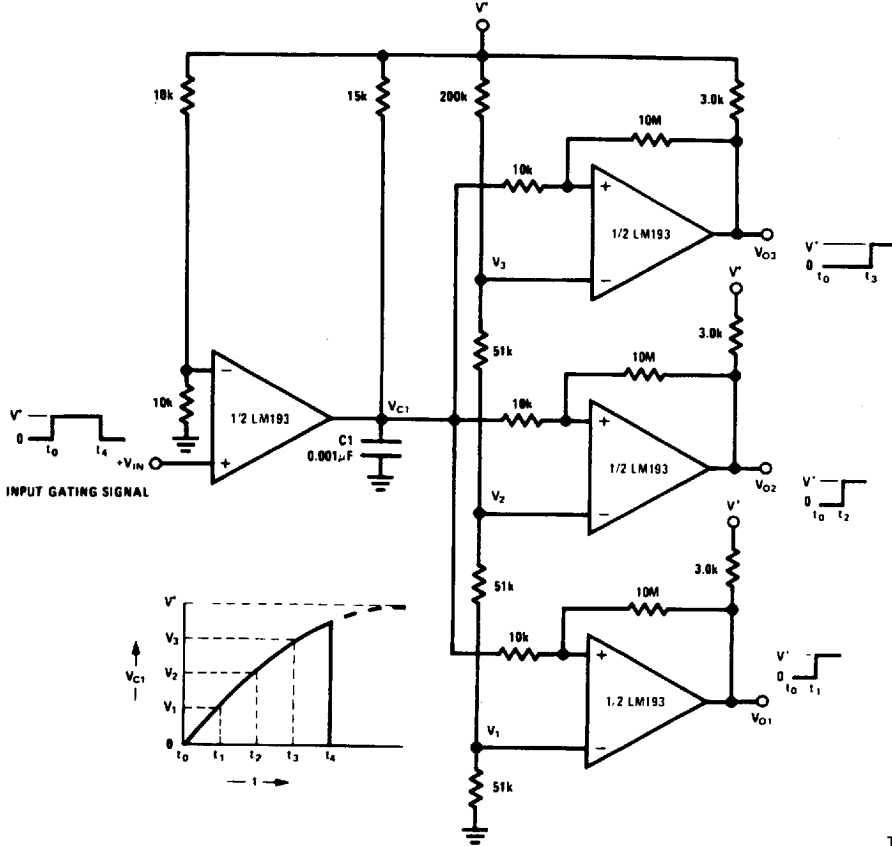 V+
10k
15k
200k
3.0k
10M
10k
+
1/2 LM193
−
V3
VO3
V+
0
t0
t3
V+
3.0k
51k
10M
10k
+
1/2 LM193
−
V2
VO2
V+
0
t0
t2
10k
−
1/2 LM193
+
VC1
C1
0.001μF
V+
0
t0
t4
+VIN
INPUT GATING SIGNAL
V+
3.0k
51k
10M
10k
+
1/2 LM193
−
V1
VO1
V+
0
t0
t1
51k
V+
V3
VC1
V2
V1
0
t0
t1
t2
t3
t4
t
T